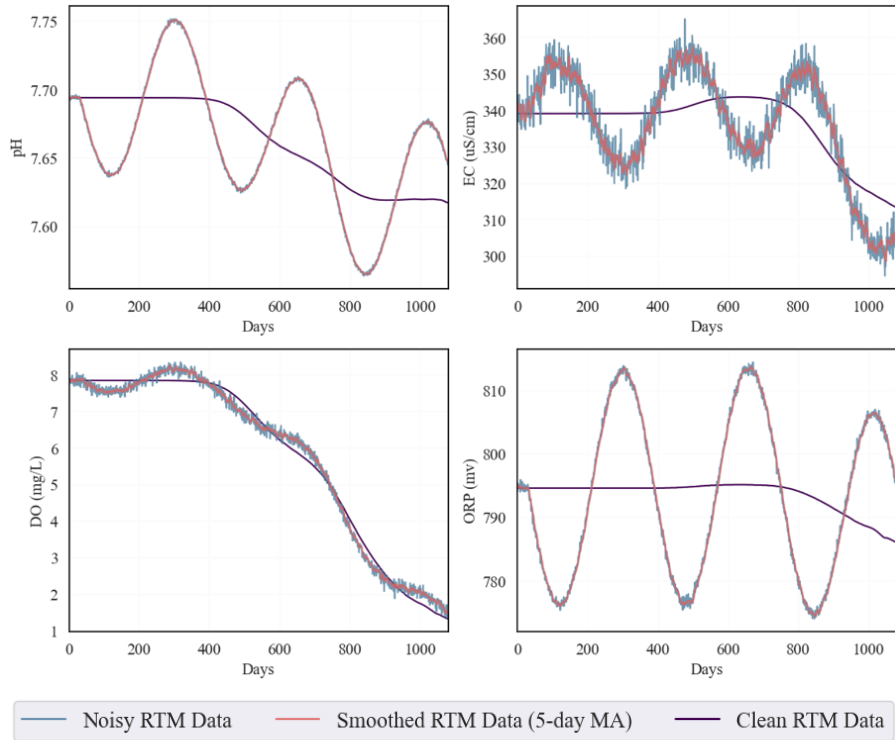 7.75
7.70
7.65
7.60
pH
0 200 400 600 800 1000
Days
360
350
340
330
320
310
300
EC (uS/cm)
0 200 400 600 800 1000
Days
8
7
6
5
4
3
2
1
DO (mg/L)
0 200 400 600 800 1000
Days
810
800
790
780
ORP (mv)
0 200 400 600 800 1000
Days
Noisy RTM Data Smoothed RTM Data (5-day MA) Clean RTM Data